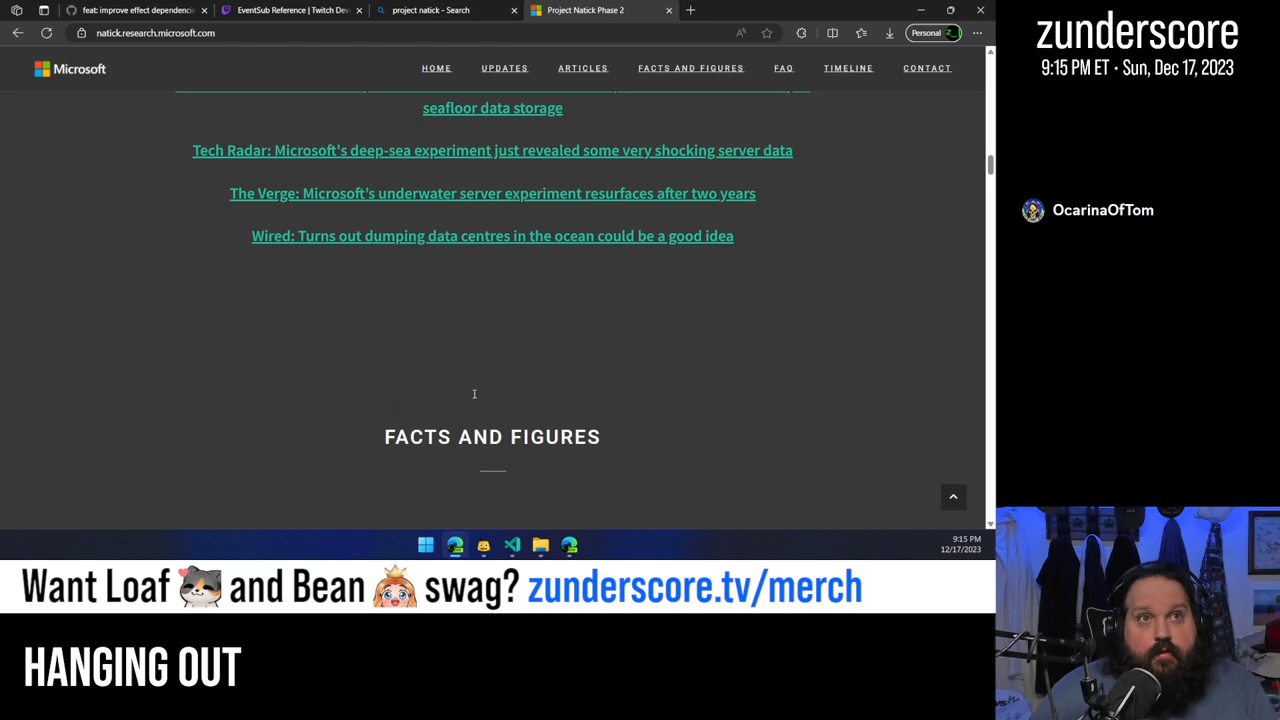 feat: improve effect dependenci
EventSub Reference | Twitch Dev
project natick - Search
Project Natick Phase 2
natick.research.microsoft.com
Personal
Microsoft
HOME
UPDATES
ARTICLES
FACTS AND FIGURES
FAQ
TIMELINE
CONTACT
seafloor data storage
Tech Radar: Microsoft's deep-sea experiment just revealed some very shocking server data
The Verge: Microsoft's underwater server experiment resurfaces after two years
Wired: Turns out dumping data centres in the ocean could be a good idea
FACTS AND FIGURES
9:15 PM
12/17/2023
zunderscore
9:15 PM ET · Sun, Dec 17, 2023
OcarinaOfTom
Want Loaf and Bean swag? zunderscore.tv/merch
HANGING OUT